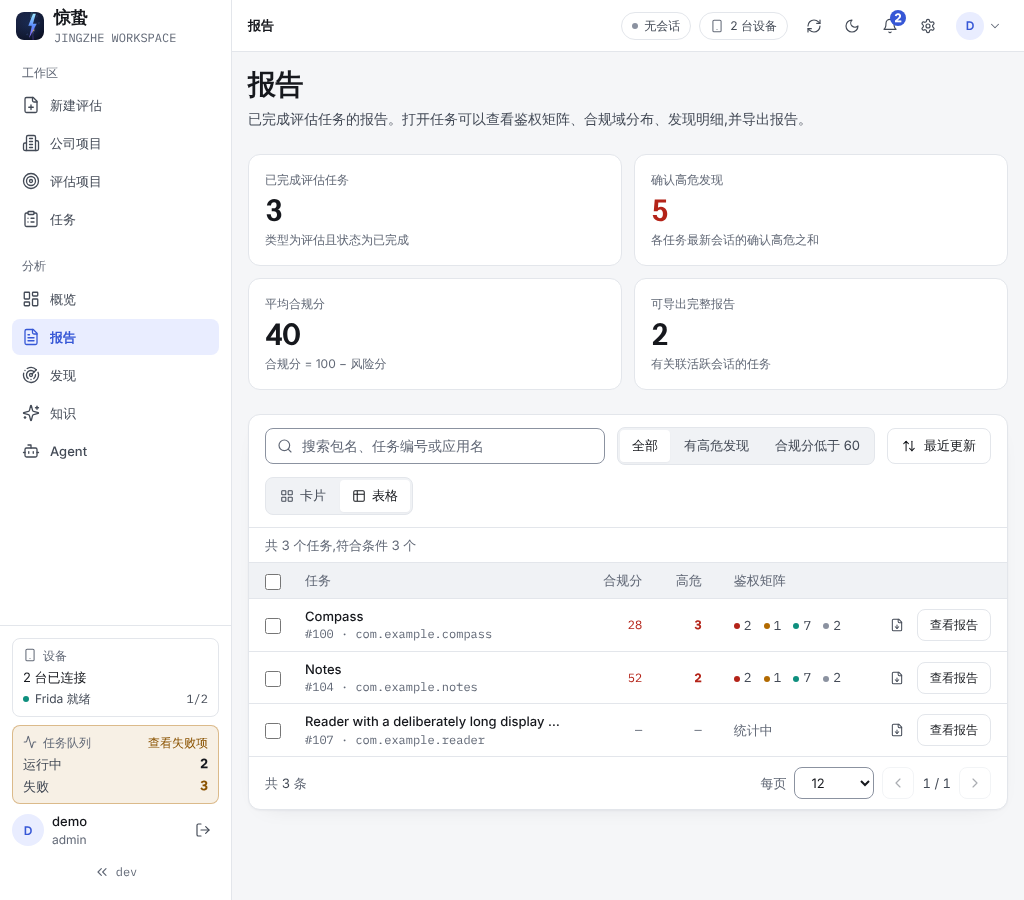 惊蛰
JINGZHE WORKSPACE
工作区
新建评估
公司项目
评估项目
任务
分析
概览
报告
发现
知识
Agent
设备
2 台已连接
Frida 就绪 1/2
任务队列 查看失败项
运行中 2
失败 3
D
demo
admin
dev
报告
无会话
2 台设备
2
D
报告
已完成评估任务的报告。打开任务可以查看鉴权矩阵、合规域分布、发现明细,并导出报告。
已完成评估任务
3
类型为评估且状态为已完成
确认高危发现
5
各任务最新会话的确认高危之和
平均合规分
40
合规分 = 100 − 风险分
可导出完整报告
2
有关联活跃会话的任务
搜索包名、任务编号或应用名
全部 有高危发现 合规分低于 60
最近更新
卡片 表格
共 3 个任务,符合条件 3 个
任务 合规分 高危 鉴权矩阵
Compass
#100 · com.example.compass
28 3 2 1 7 2 查看报告
Notes
#104 · com.example.notes
52 2 2 1 7 2 查看报告
Reader with a deliberately long display ...
#107 · com.example.reader
– – 统计中 查看报告
共 3 条
每页 12 1 / 1